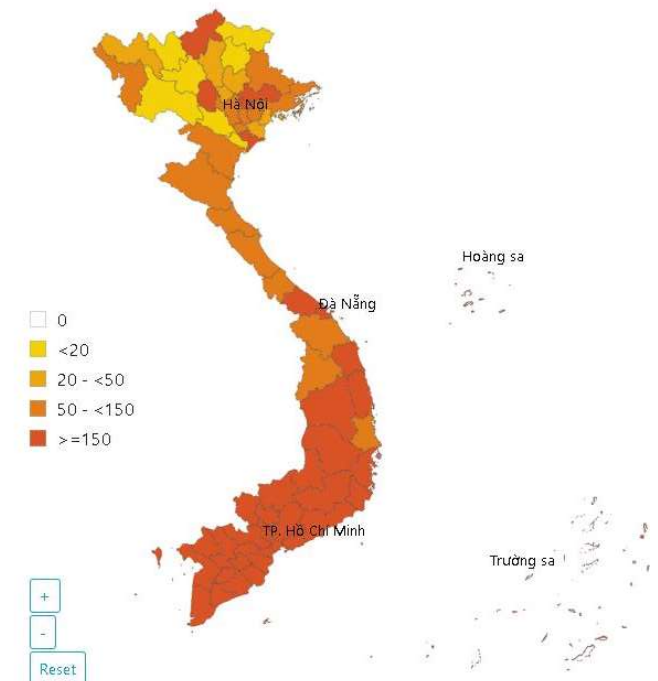 Hà Nội
Hoàng sa
Đà Nẵng
0
<20
20 - <50
50 - <150
>=150
TP. Hồ Chí Minh
Trường sa
+
-
Reset